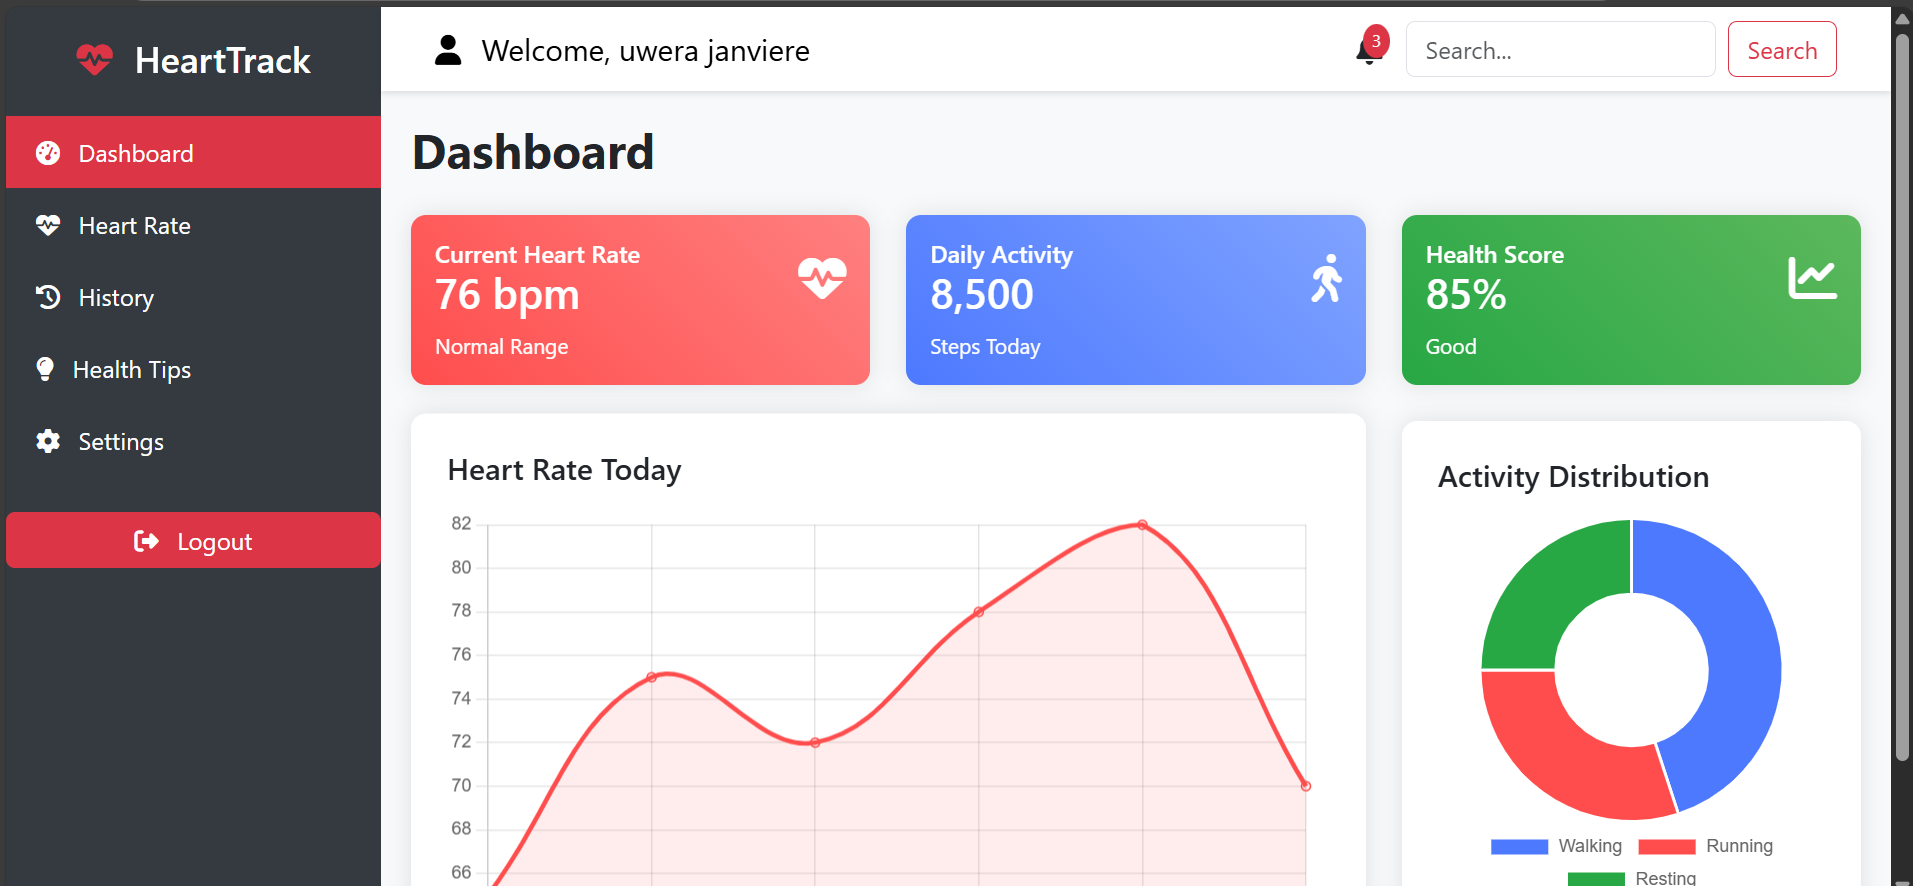 HeartTrack
Dashboard
Heart Rate
History
Health Tips
Settings
Logout
Welcome, uwera janviere
3
Search...
Search
Dashboard
Current Heart Rate
76 bpm
Normal Range
Daily Activity
8,500
Steps Today
Health Score
85%
Good
Heart Rate Today
82
80
78
76
74
72
70
68
66
Activity Distribution
Walking
Running
Resting